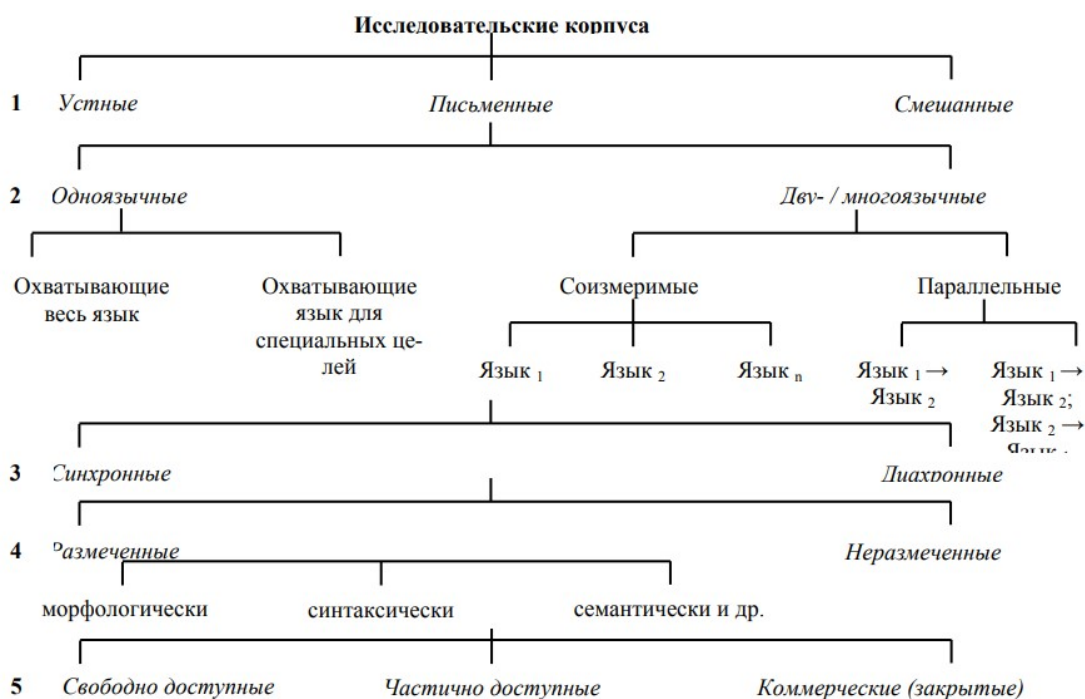 Исследовательские корпуса
1 Устные Письменные Смешанные
2 Одноязычные Дву- / многоязычные
Охватывающие Охватывающие Соизмеримые Параллельные
весь язык язык для
специальных це-
лей Язык 1 Язык 2 Язык n Язык 1 → Язык 1 →
Язык 2 Язык 2;
Язык 2 →
3 Синхронные Диахронные
4 Размеченные Неразмеченные
морфологически синтаксически семантически и др.
5 Свободно доступные Частично доступные Коммерческие (закрытые)